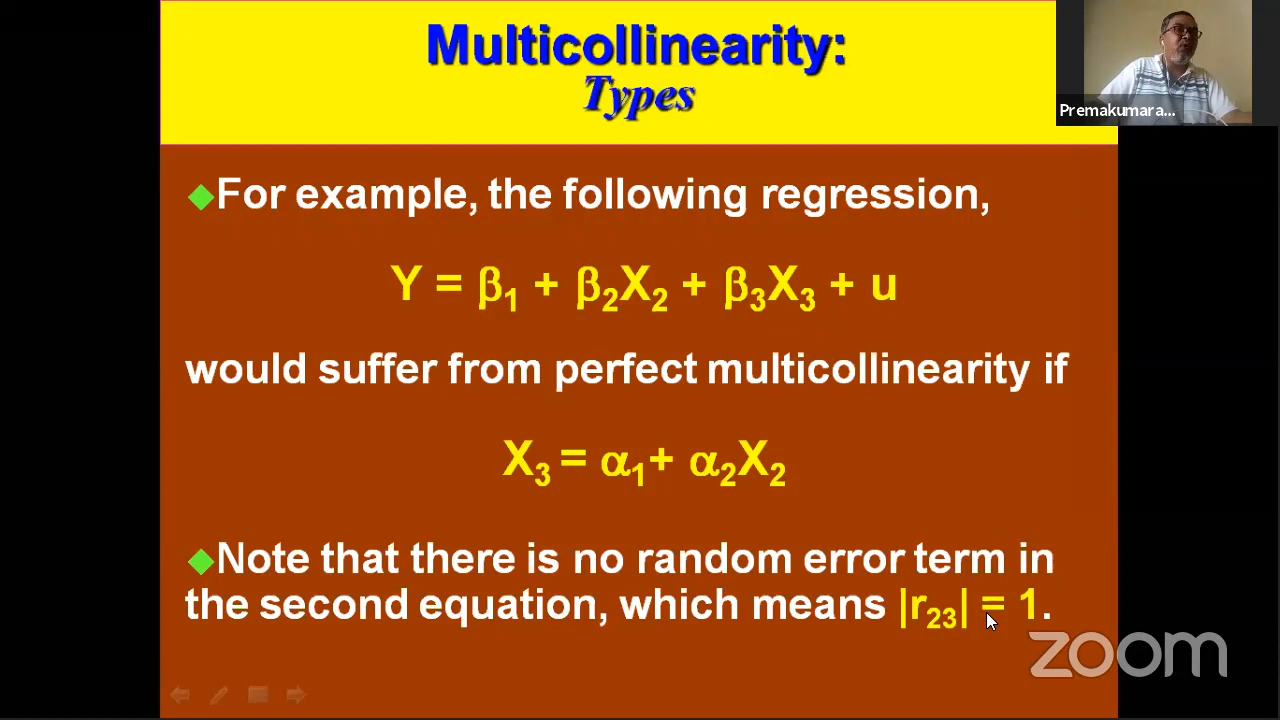 Multicollinearity:
Types
Premakumara...
◆For example, the following regression,
Y = β₁ + β₂X₂ + β₃X₃ + u
would suffer from perfect multicollinearity if
X₃ = α₁+ α₂X₂
◆Note that there is no random error term in
the second equation, which means |r₂₃| = 1.
zoom